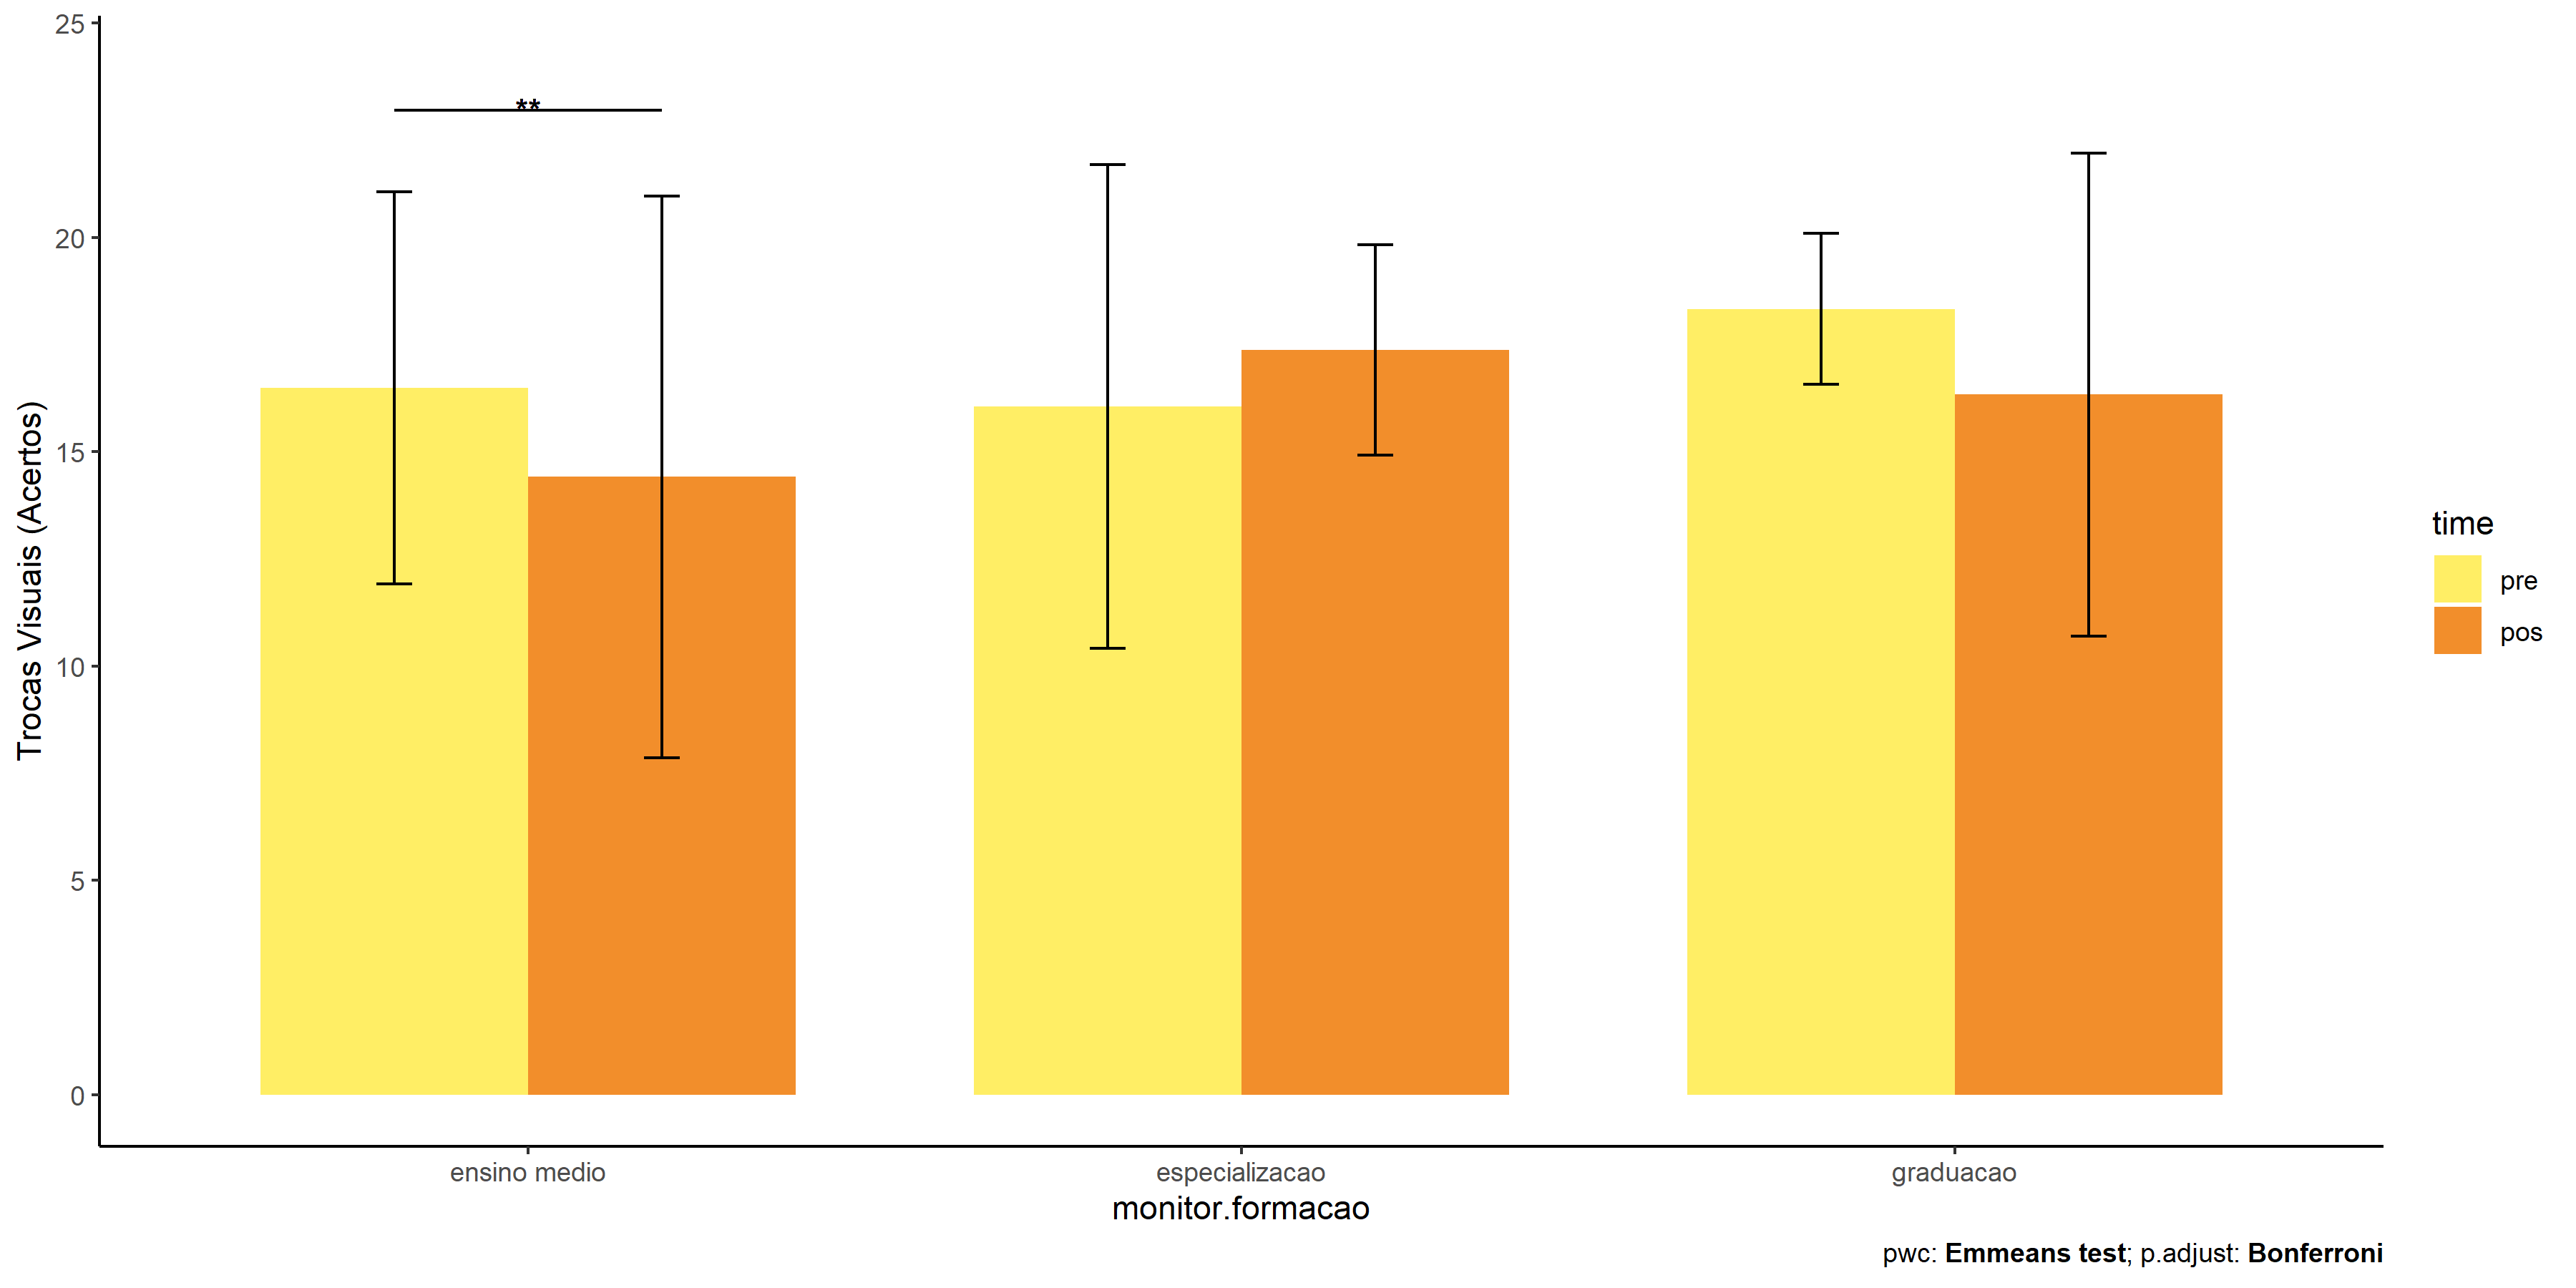 25
20
15
10
5
0
Trocas Visuais (Acertos)
**
ensino medio
especializacao
graduacao
monitor.formacao
time
pre
pos
pwc: Emmeans test; p.adjust: Bonferroni